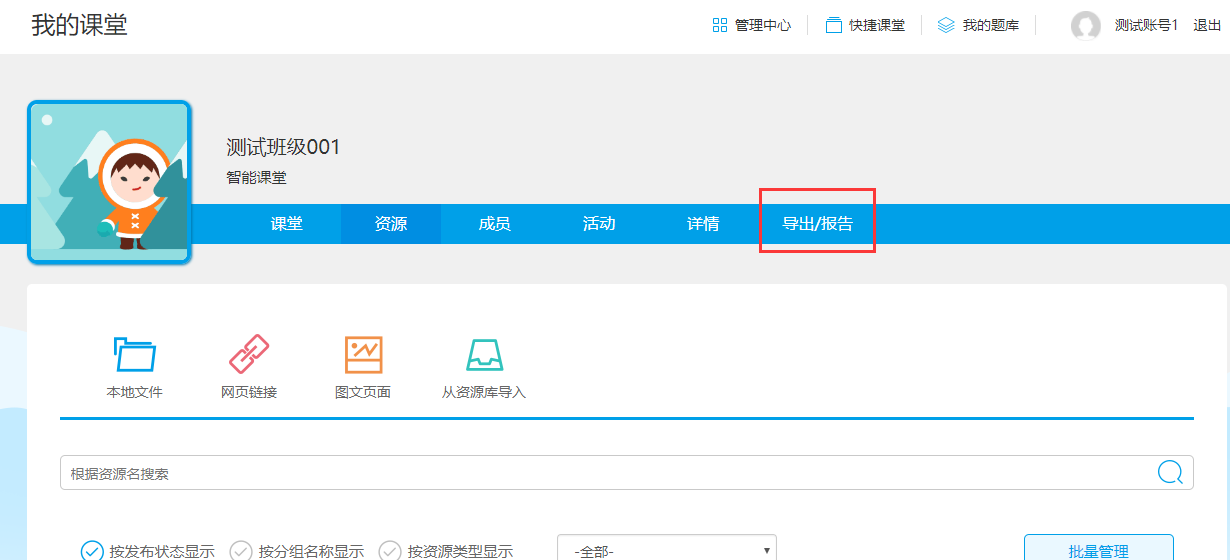 我的课堂 管理中心 快捷课堂 我的题库 测试账号1 退出
测试班级001
智能课堂
课堂 资源 成员 活动 详情 导出/报告
本地文件 网页链接 图文页面 从资源库导入
根据资源名搜索
按发布状态显示 按分组名称显示 按资源类型显示 -全部- 批量管理